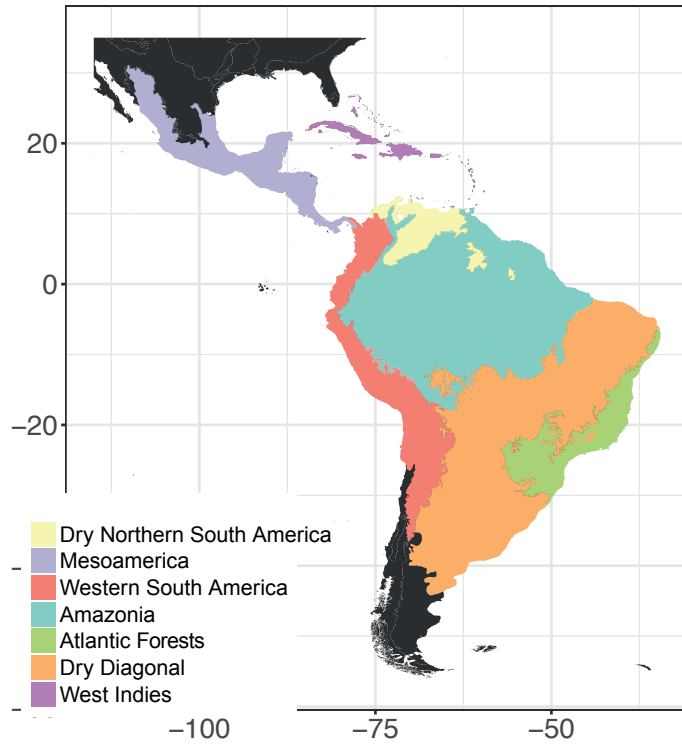 20
0
−20
Dry Northern South America
Mesoamerica
Western South America
Amazonia
Atlantic Forests
Dry Diagonal
West Indies
−100
−75
−50